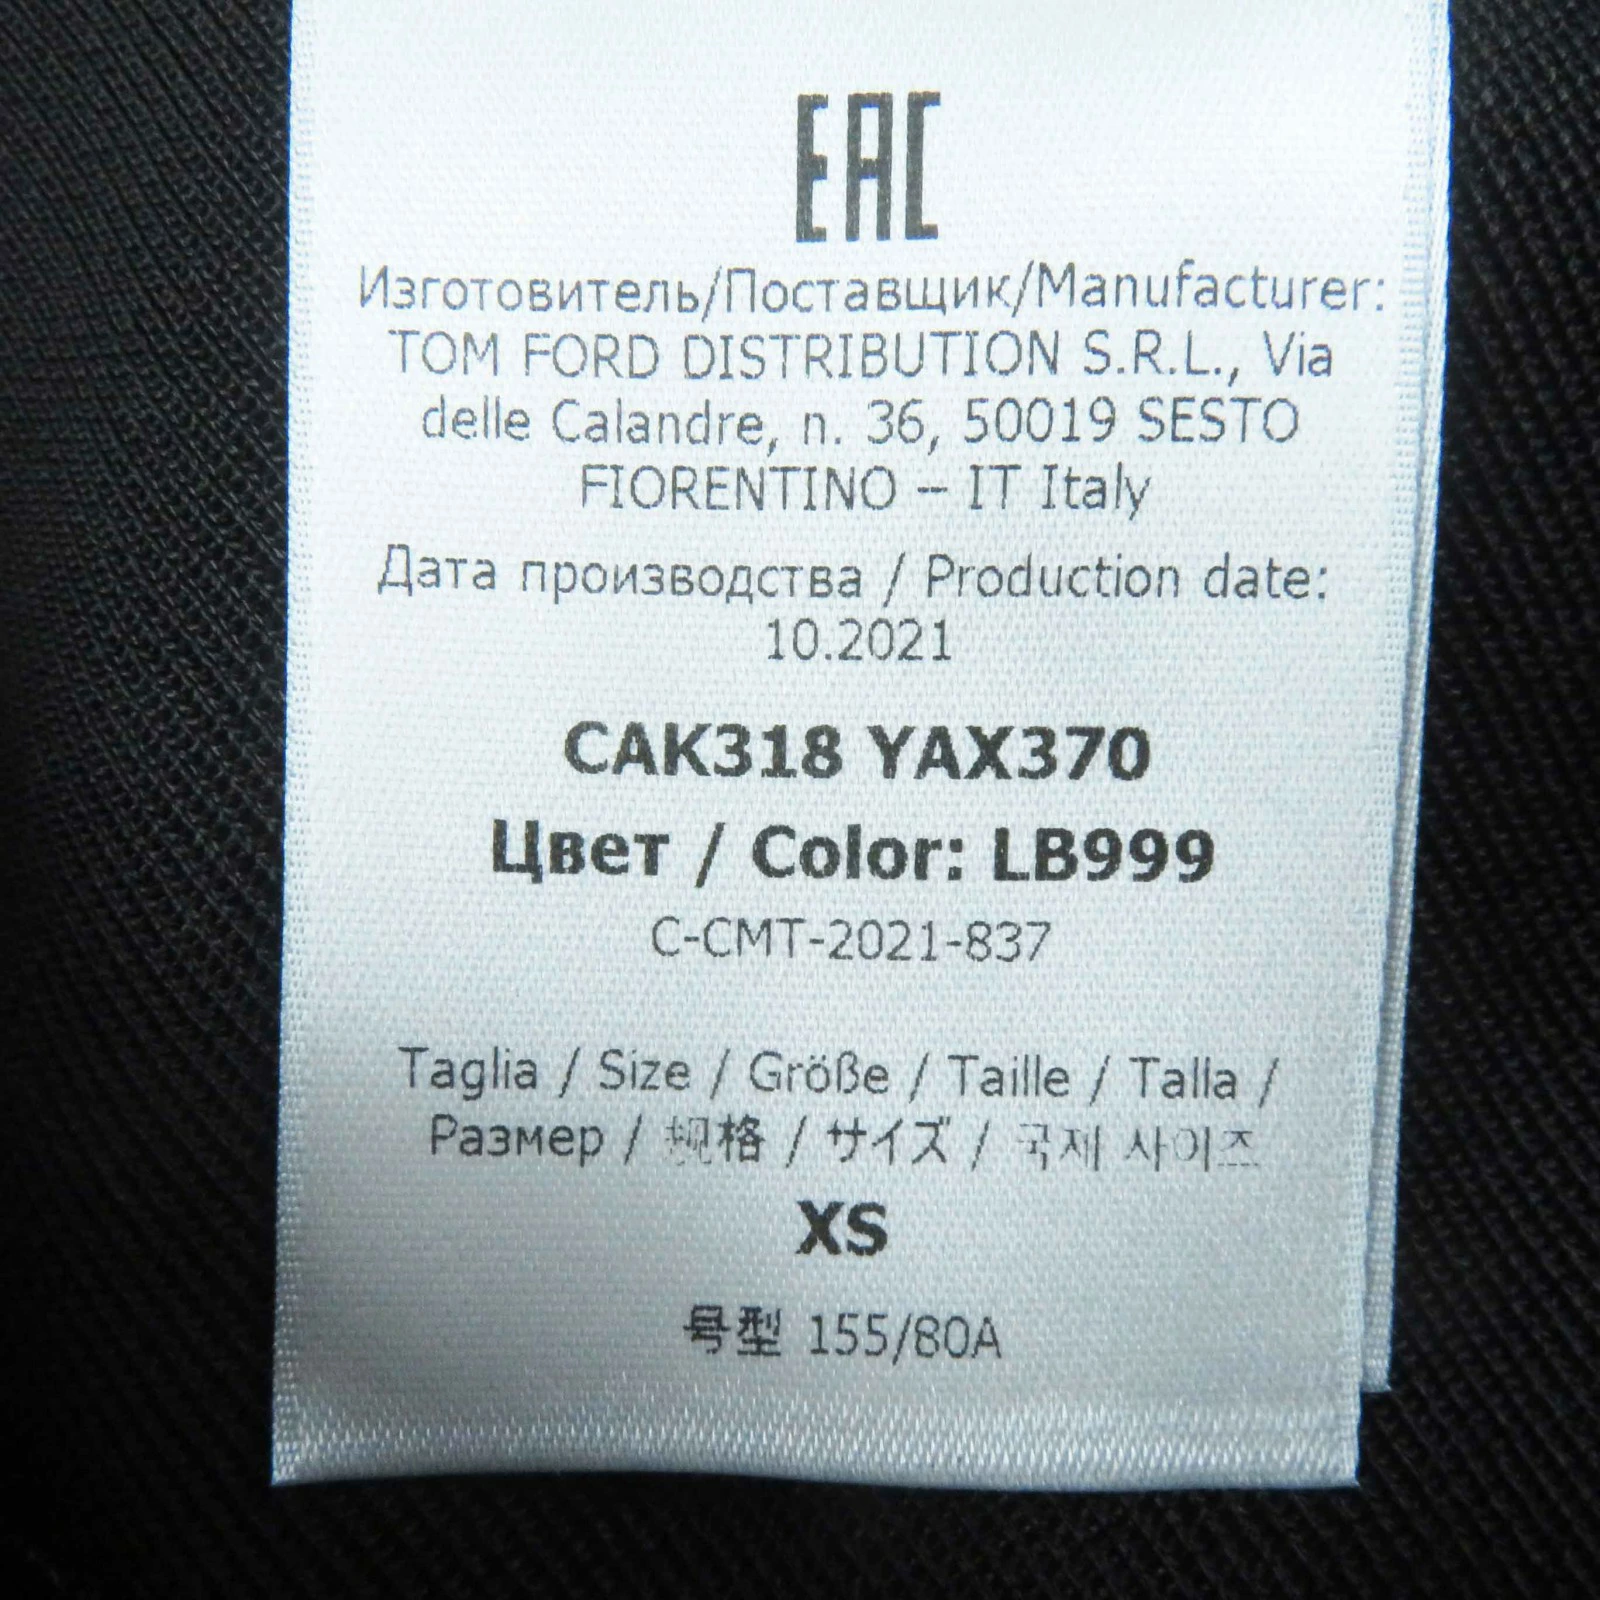 EAC
Изготовитель/Поставщик/Manufacturer:
TOM FORD DISTRIBUTION S.R.L., Via
delle Calandre, n. 36, 50019 SESTO
FIORENTINO – IT Italy
Дата производства / Production date:
10.2021
CAK318 YAX370
Цвет / Color: LB999
C-CMT-2021-837
Taglia / Size / Größe / Taille / Talla /
Размер / 规格 / サイズ / 국제 사이즈
XS
号型 155/80A